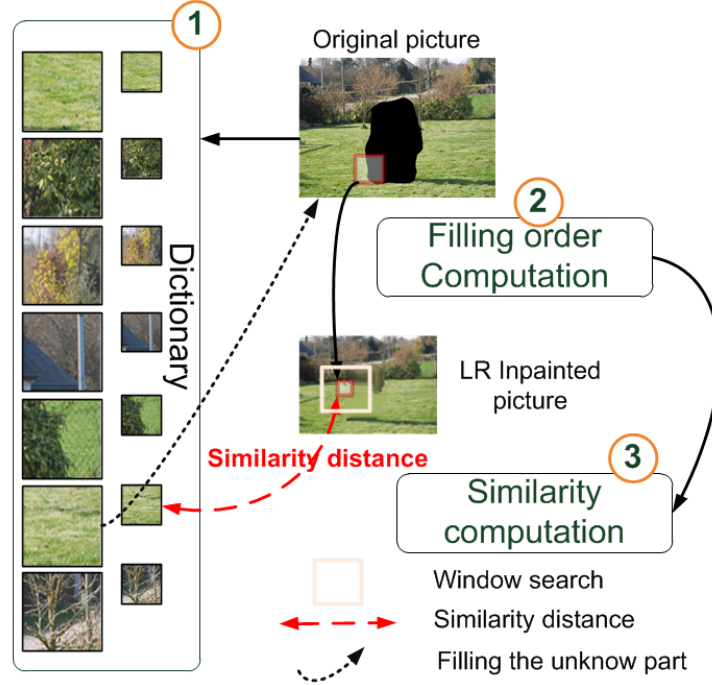 1
Original picture
Dictionary
2
Filling order
Computation
LR Inpainted
picture
Similarity distance
3
Similarity
computation
Window search
Similarity distance
Filling the unknow part